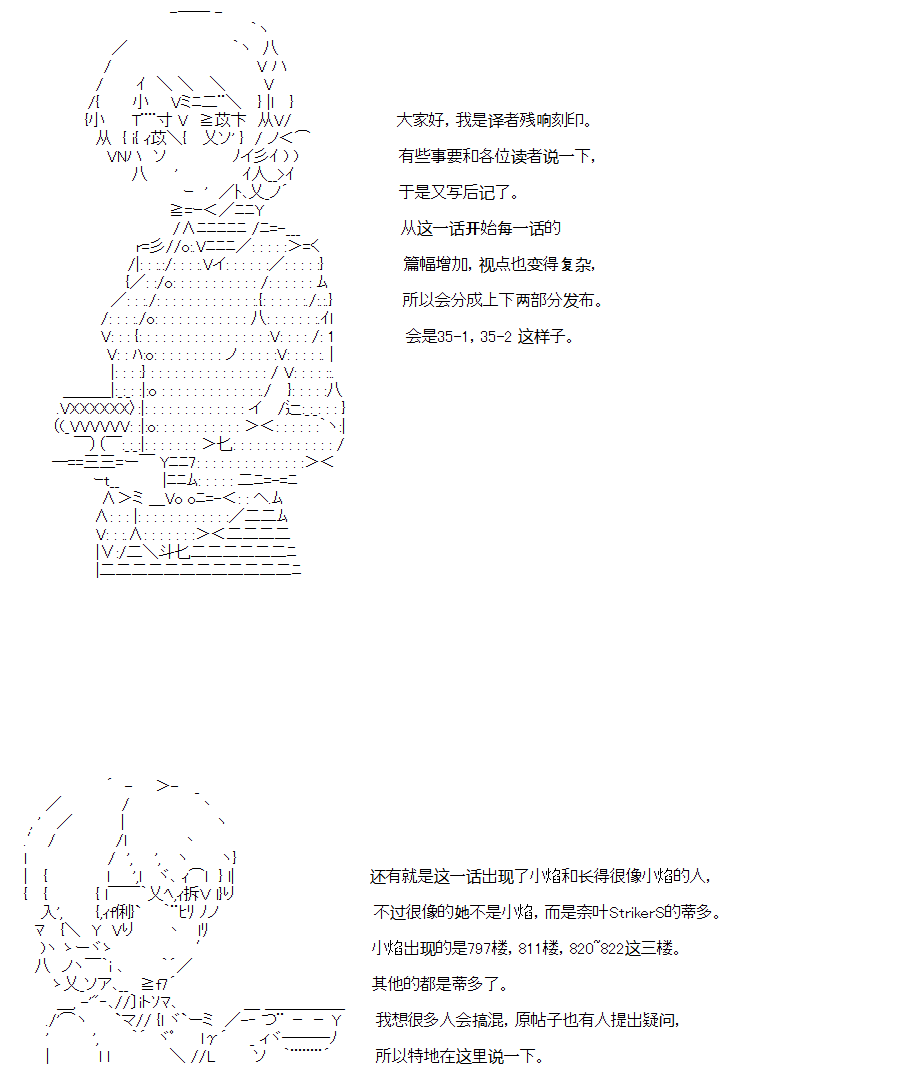 大家好，我是译者残响刻印。
有些事要和各位读者说一下，
于是又写后记了。
从这一话开始每一话的
篇幅增加，视点也变得复杂，
所以会分成上下两部分发布。
会是35-1，35-2 这样子。
还有就是这一话出现了小焰和长得很像小焰的人，
不过很像的她不是小焰，而是奈叶StrikerS的蒂多。
小焰出现的是797楼，811楼，820~822这三楼。
其他的都是蒂多了。
我想很多人会搞混，原帖子也有人提出疑问，
所以特地在这里说一下。